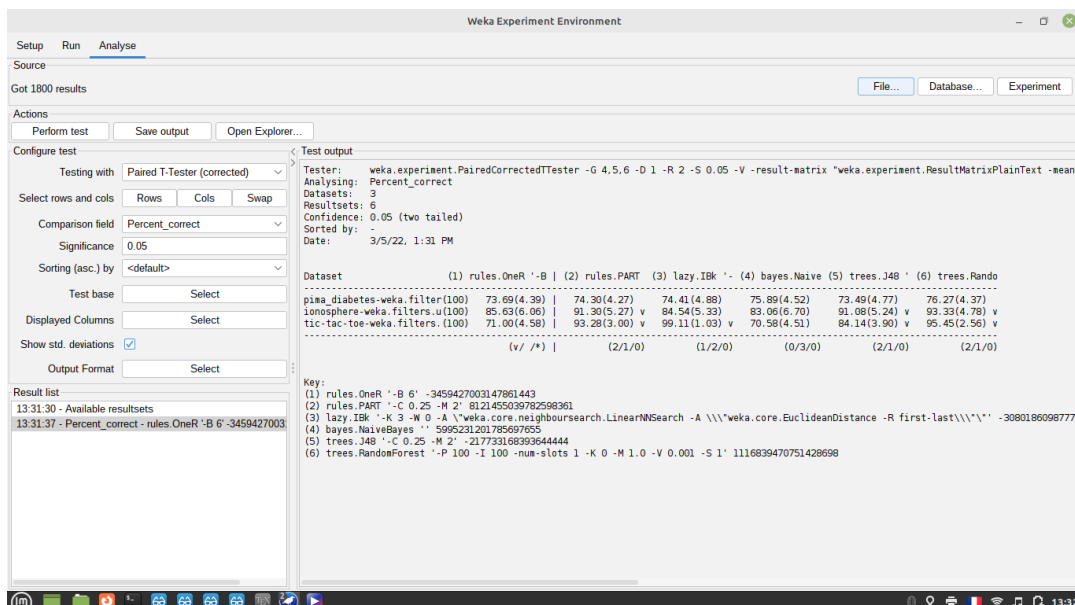 Weka Experiment Environment
Setup Run Analyse
Source
Got 1800 results File... Database... Experiment
Actions
Perform test Save output Open Explorer...
Configure test
Testing with Paired T-Tester (corrected)
Select rows and cols Rows Cols Swap
Comparison field Percent_correct
Significance 0.05
Sorting (asc.) by <default>
Test base Select
Displayed Columns Select
Show std. deviations
Output Format Select
Result list
13:31:30 - Available resultsets
13:31:37 - Percent_correct - rules.OneR '-B 6' -3459427003
Test output
Tester: weka.experiment.PairedCorrectedTTester -G 4,5,6 -D 1 -R 2 -S 0.05 -V -result-matrix "weka.experiment.ResultMatrixPlainText -mean
Analysing: Percent_correct
Datasets: 3
Resultsets: 6
Confidence: 0.05 (two tailed)
Sorted by: -
Date: 3/5/22, 1:31 PM
Dataset (1) rules.OneR '-B | (2) rules.PART (3) lazy.IBk '- (4) bayes.Naive (5) trees.J48 ' (6) trees.Rando
pima_diabetes-weka.filter(100) 73.69(4.39) | 74.30(4.27) 74.41(4.88) 75.89(4.52) 73.49(4.77) 76.27(4.37)
ionosphere-weka.filters.u(100) 85.63(6.06) | 91.30(5.27) v 84.54(5.33) 83.06(6.70) 91.08(5.24) v 93.33(4.78) v
tic-tac-toe-weka.filters.(100) 71.00(4.58) | 93.28(3.00) v 99.11(1.03) v 70.58(4.51) 84.14(3.90) v 95.45(2.56) v
(v/ /*) | (2/1/0) (1/2/0) (0/3/0) (2/1/0) (2/1/0)
Key:
(1) rules.OneR '-B 6' -3459427003147861443
(2) rules.PART '-C 0.25 -M 2' 8121455039782598361
(3) lazy.IBk '-K 3 -W 0 -A \"weka.core.neighboursearch.LinearNNSearch -A \\\"weka.core.EuclideanDistance -R first-last\\\"\"' -3080186098777
(4) bayes.NaiveBayes '' 5995231201785697655
(5) trees.J48 '-C 0.25 -M 2' -217733168393644444
(6) trees.RandomForest '-P 100 -I 100 -num-slots 1 -K 0 -M 1.0 -V 0.001 -S 1' 1116839470751428698